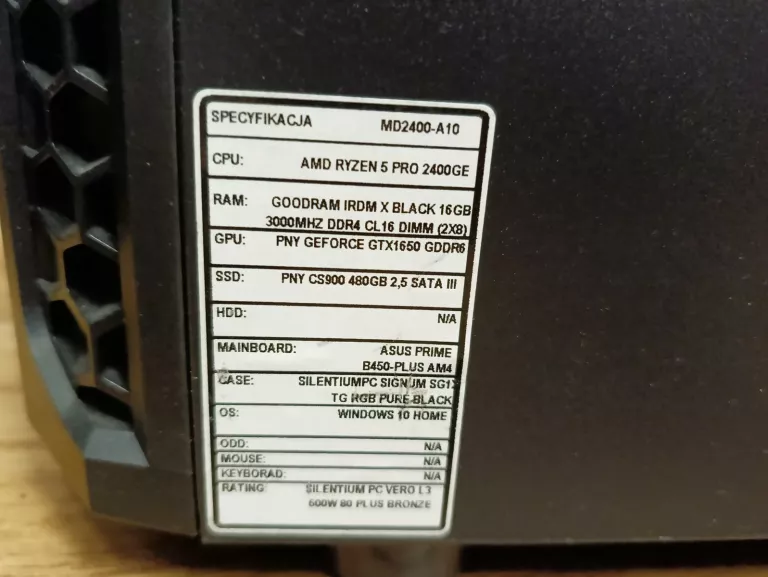 SPECYFIKACJA MD2400-A10
CPU: AMD RYZEN 5 PRO 2400GE
RAM: GOODRAM IRDM X BLACK 16GB
3000MHZ DDR4 CL16 DIMM (2X8)
GPU: PNY GEFORCE GTX1650 GDDR6
SSD: PNY CS900 480GB 2,5 SATA III
HDD: N/A
MAINBOARD: ASUS PRIME
B450-PLUS AM4
CASE: SILENTIUMPC SIGNUM SG1X
TG RGB PURE BLACK
OS: WINDOWS 10 HOME
ODD: N/A
MOUSE: N/A
KEYBORAD: N/A
RATING: SILENTIUM PC VERO L3
600W 80 PLUS BRONZE